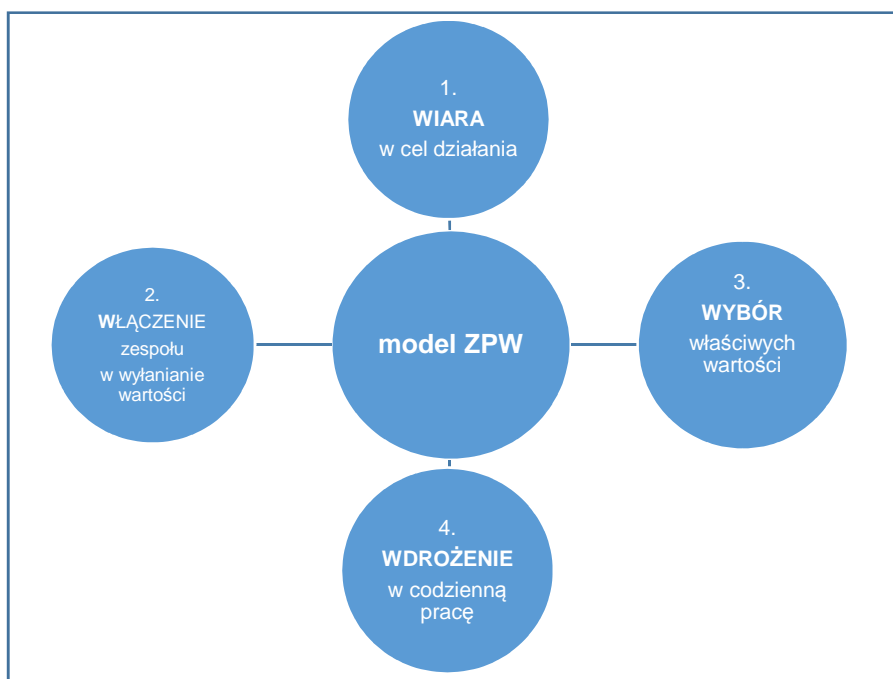 1.
WIARA
w cel działania
2.
WŁĄCZENIE
zespołu
w wyłanianie
wartości
model ZPW
3.
WYBÓR
właściwych
wartości
4.
WDROŻENIE
w codzienną
pracę